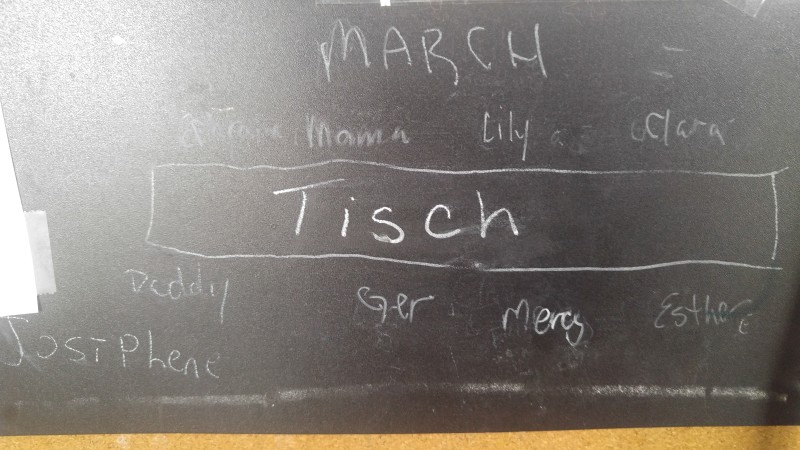 MARCH
Mama Lily Clara
Tisch
Daddy Ger Mercy Esther
JOSTPhene